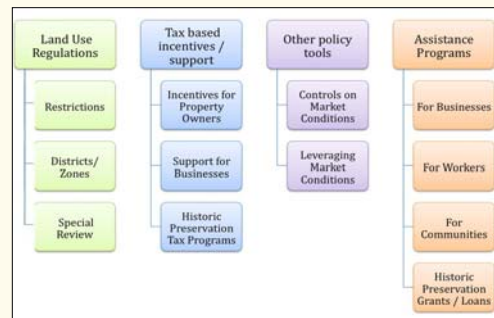 Land Use
Regulations
Restrictions
Districts/
Zones
Special
Review
Tax based
incentives /
support
Incentives for
Property
Owners
Support for
Businesses
Historic
Preservation
Tax Programs
Other policy
tools
Controls on
Market
Conditions
Leveraging
Market
Conditions
Assistance
Programs
For Businesses
For Workers
For
Communities
Historic
Preservation
Grants / Loans